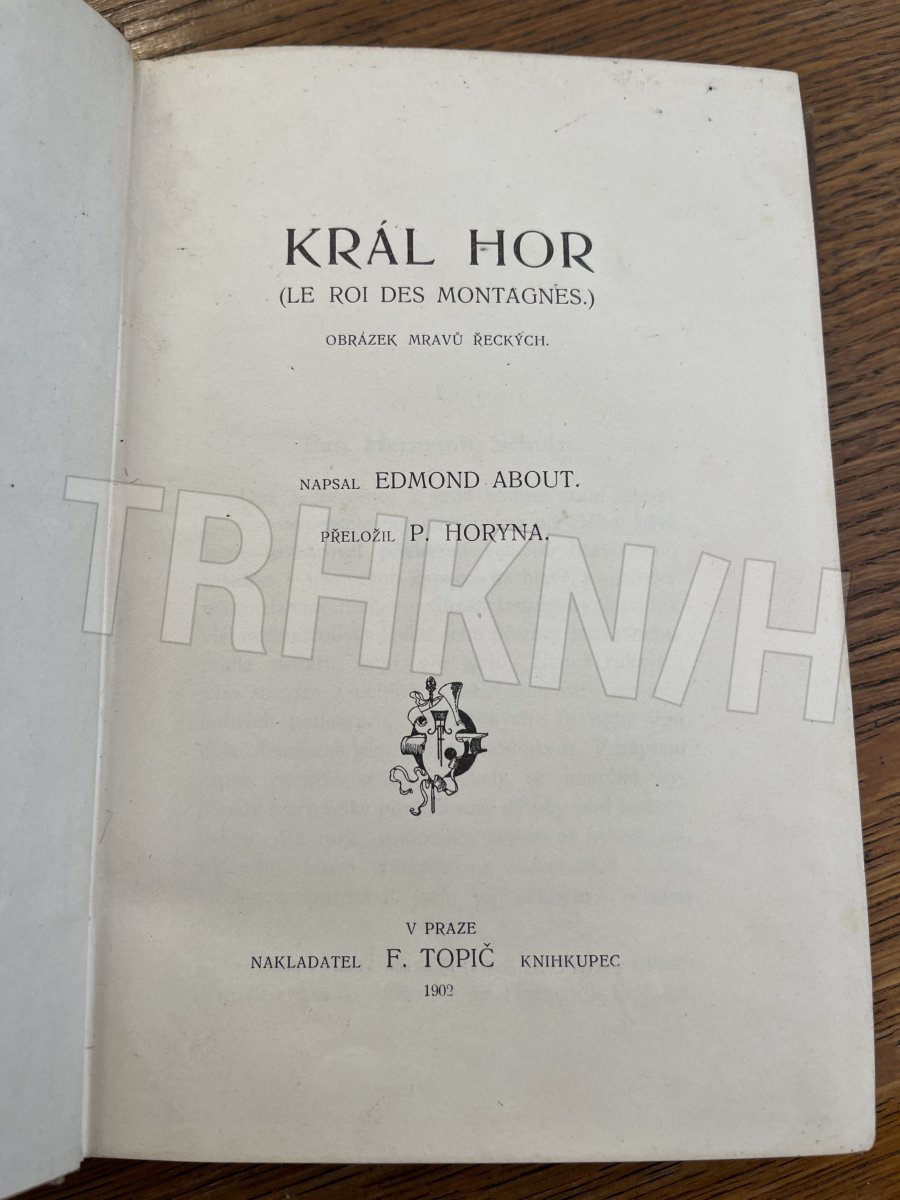 KRÁL HOR
(LE ROI DES MONTAGNES.)
OBRÁZEK MRAVŮ ŘECKÝCH.
NAPSAL EDMOND ABOUT.
PŘELOŽIL P. HORYNA.
TRHKNIH
V PRAZE
NAKLADATEL F. TOPIČ KNIHKUPEC
1902